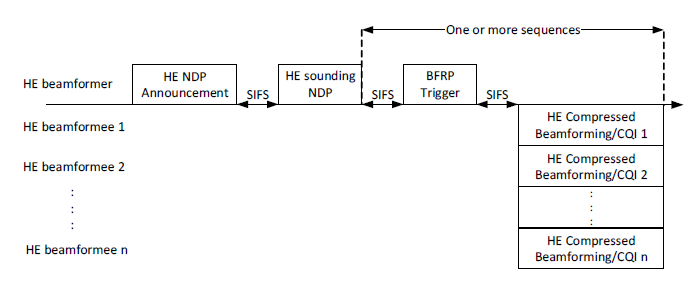 One or more sequences
HE beamformer
HE NDP
Announcement
SIFS
HE sounding
NDP
SIFS
BFRP
Trigger
SIFS
HE beamformee 1
HE Compressed
Beamforming/CQI 1
HE beamformee 2
HE Compressed
Beamforming/CQI 2
:
:
:
:
:
:
HE beamformee n
HE Compressed
Beamforming/CQI n